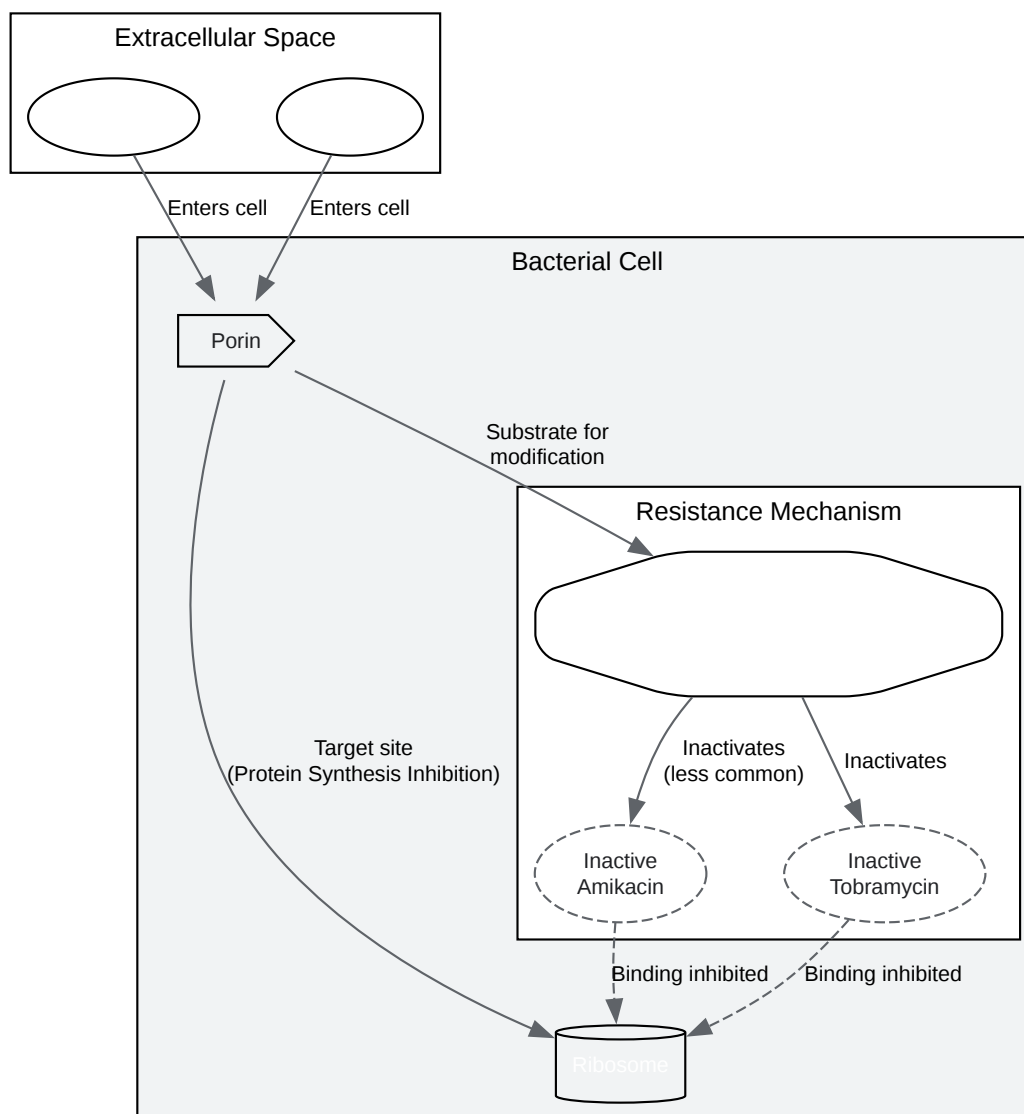 Extracellular Space
Enters cell
Enters cell
Bacterial Cell
Porin
Substrate for
modification
Resistance Mechanism
Target site
(Protein Synthesis Inhibition)
Inactivates
(less common)
Inactivates
Inactive
Amikacin
Inactive
Tobramycin
Binding inhibited
Binding inhibited
Ribosome